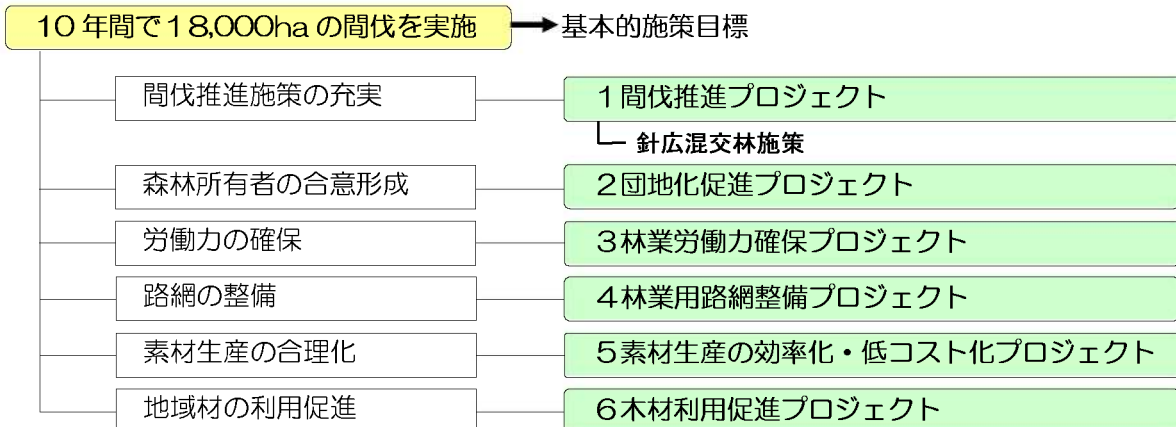 10年間で18,000haの間伐を実施 基本的施策目標
間伐推進施策の充実 1間伐推進プロジェクト
針広混交林施策
森林所有者の合意形成 2団地化促進プロジェクト
労働力の確保 3林業労働力確保プロジェクト
路網の整備 4林業用路網整備プロジェクト
素材生産の合理化 5素材生産の効率化・低コスト化プロジェクト
地域材の利用促進 6木材利用促進プロジェクト